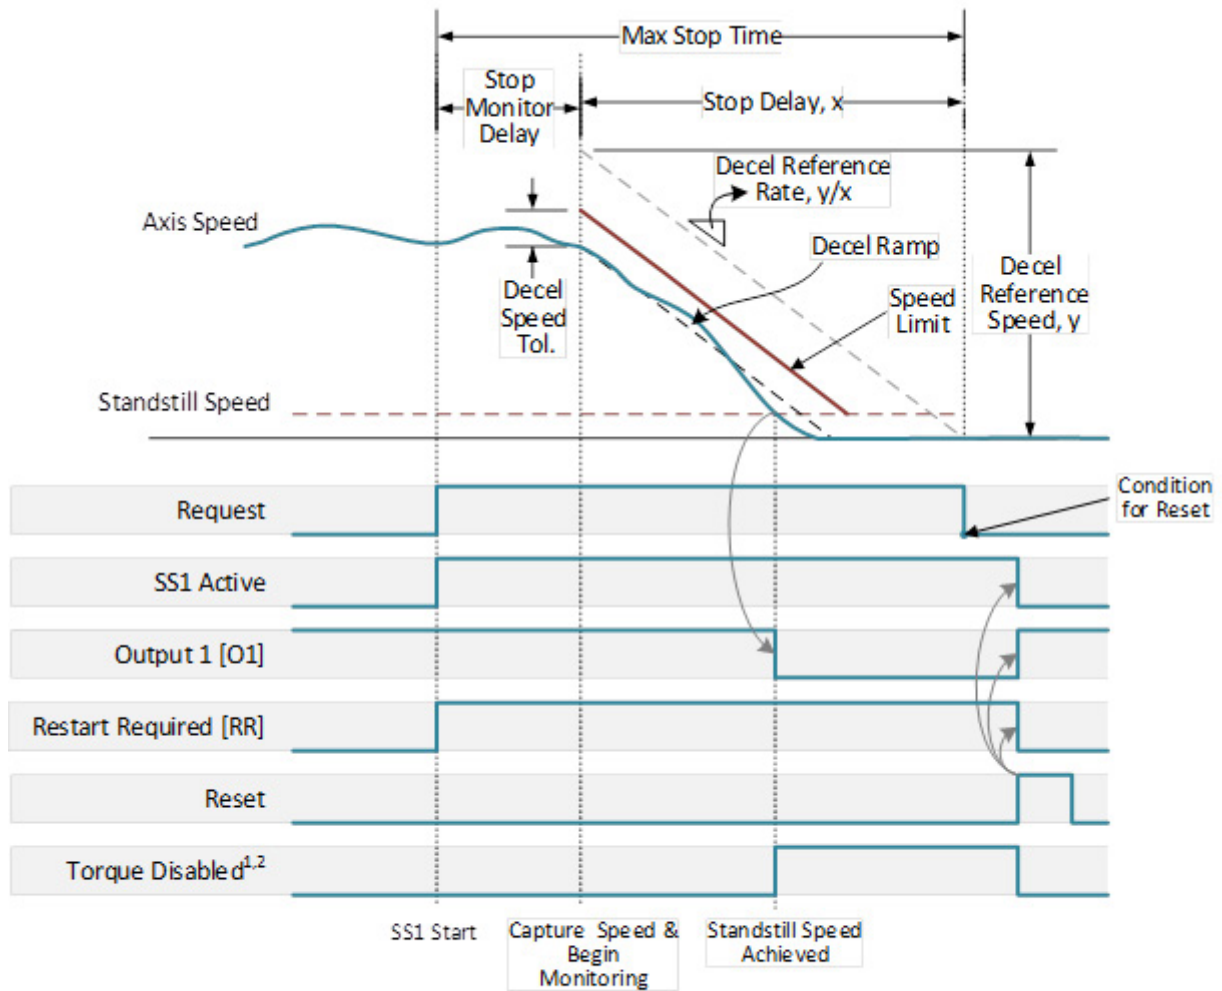 Max Stop Time
Stop
Monitor
Delay
Stop Delay, x
Decel Reference
Rate, y/x
Axis Speed
Decel Ramp
Decel
Speed
Tol.
Speed
Limit
Decel
Reference
Speed, y
Standstill Speed
Request
Condition
for Reset
SS1 Active
Output 1 [O1]
Restart Required [RR]
Reset
Torque Disabled1,2
SS1 Start
Capture Speed &
Begin
Monitoring
Standstill Speed
Achieved